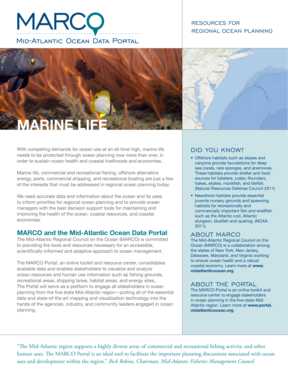 MARCO
Mid-Atlantic Ocean Data Portal
RESOURCES FOR
REGIONAL OCEAN PLANNING
MARINE LIFE
With competing demands for ocean use at an all-time high, marine life
needs to be protected through ocean planning now more than ever, in
order to sustain ocean health and coastal livelihoods and economies.
Marine life, commercial and recreational fishing, offshore alternative
energy, ports, commercial shipping, and recreational boating are just a few
of the interests that must be addressed in regional ocean planning today.
We need accurate data and information about the ocean and its uses
to inform priorities for regional ocean planning and to provide ocean
managers with the best decision support tools for maintaining and
improving the health of the ocean, coastal resources, and coastal
economies.
MARCO and the Mid-Atlantic Ocean Data Portal
The Mid-Atlantic Regional Council on the Ocean (MARCO) is committed
to providing the tools and resources necessary for an accessible,
scientifically-informed and adaptive approach to ocean management.
The MARCO Portal, an online toolkit and resource center, consolidates
available data and enables stakeholders to visualize and analyze
ocean resources and human use information such as fishing grounds,
recreational areas, shipping lanes, habitat areas, and energy sites.
The Portal will serve as a platform to engage all stakeholders in ocean
planning from the five-state Mid-Atlantic Region—putting all of the essential
data and state-of-the-art mapping and visualization technology into the
hands of the agencies, industry, and community leaders engaged in ocean
planning.
DID YOU KNOW?
• Offshore habitats such as slopes and
canyons provide foundations for deep
sea corals, rare sponges, and anemones.
These habitats provide shelter and food
sources for lobsters, crabs, flounders,
hakes, skates, monkfish, and tilefish.
(Natural Resources Defense Council 2011)
• Nearshore habitats provide essential
juvenile nursery grounds and spawning
habitats for recreationally and
commercially important fish and shellfish
such as the Atlantic cod, Atlantic
sturgeon, bluefish and scallop. (NOAA
2011)
ABOUT MARCO
The Mid-Atlantic Regional Council on the
Ocean (MARCO) is a collaboration among
the states of New York, New Jersey,
Delaware, Maryland, and Virginia working
to ensure ocean health and a robust
coastal economy. Learn more at www.
midatlanticocean.org.
ABOUT THE PORTAL
The MARCO Portal is an online toolkit and
resource center to engage stakeholders
in ocean planning in the five-state Mid-
Atlantic region. Learn more at www.portal.
midatlanticocean.org.
"The Mid-Atlantic region supports a highly diverse array of commercial and recreational fishing activity, and other
human uses. The MARCO Portal is an ideal tool to facilitate the important planning discussions associated with ocean
uses and development within the region." Rick Robins, Chairman, Mid-Atlantic Fisheries Management Council